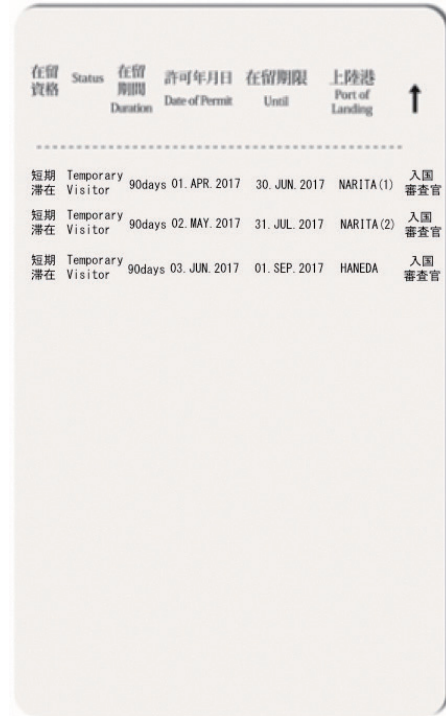 在留資格 Status 在留期間 Duration 許可年月日 Date of Permit 在留期限 Until 上陸港 Port of Landing ↑
短期滞在 Temporary Visitor 90days 01. APR. 2017 30. JUN. 2017 NARITA(1) 入国審査官
短期滞在 Temporary Visitor 90days 02. MAY. 2017 31. JUL. 2017 NARITA(2) 入国審査官
短期滞在 Temporary Visitor 90days 03. JUN. 2017 01. SEP. 2017 HANEDA 入国審査官